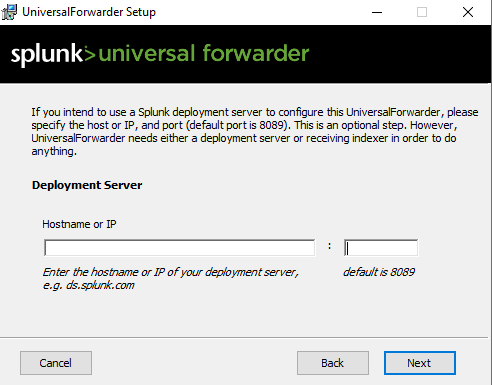 UniversalForwarder Setup
splunk>universal forwarder
If you intend to use a Splunk deployment server to configure this UniversalForwarder, please
specify the host or IP, and port (default port is 8089). This is an optional step. However,
UniversalForwarder needs either a deployment server or receiving indexer in order to do
anything.
Deployment Server
Hostname or IP
:
Enter the hostname or IP of your deployment server, default is 8089
e.g. ds.splunk.com
Cancel Back Next